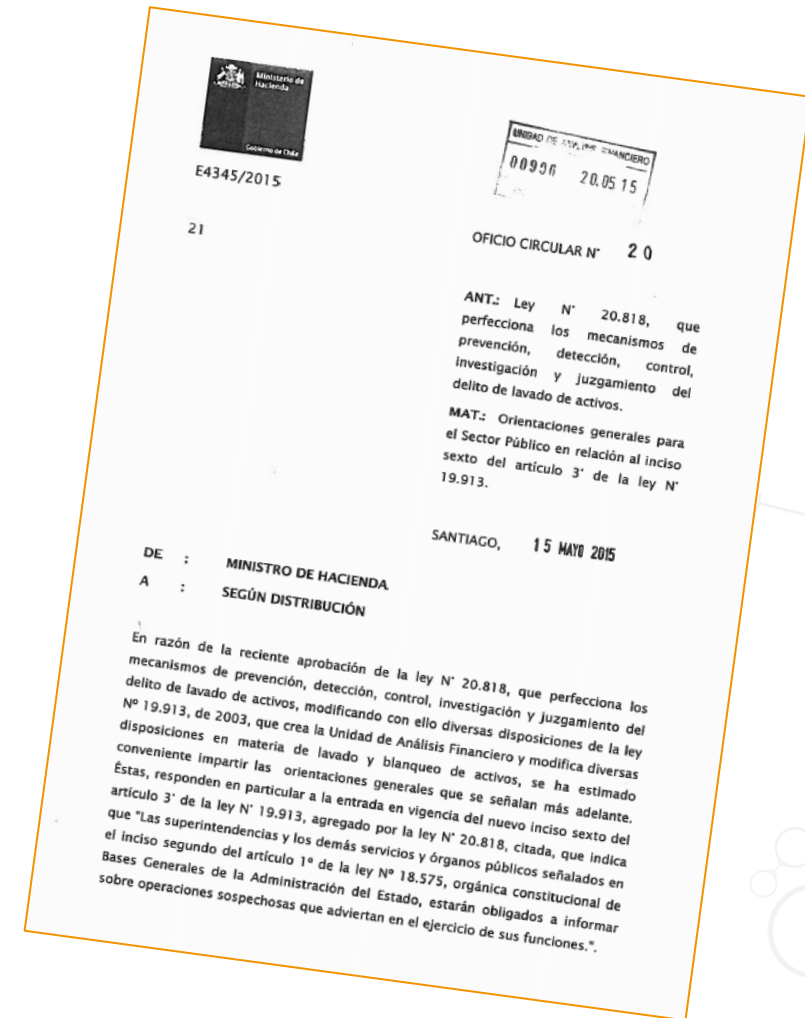 Ministerio de
Hacienda
Gobierno de Chile
E4345/2015
UNIDAD DE ANÁLISIS FINANCIERO
00996 20.05.15
21
OFICIO CIRCULAR N° 20
ANT.: Ley N° 20.818, que
perfecciona los mecanismos de
prevención, detección, control,
investigación y juzgamiento del
delito de lavado de activos.
MAT.: Orientaciones generales para
el Sector Público en relación al inciso
sexto del artículo 3° de la ley N°
19.913.
SANTIAGO, 15 MAYO 2015
DE : MINISTRO DE HACIENDA
A : SEGÚN DISTRIBUCIÓN
En razón de la reciente aprobación de la ley N° 20.818, que perfecciona los
mecanismos de prevención, detección, control, investigación y juzgamiento del
delito de lavado de activos, modificando con ello diversas disposiciones de la ley
Nº 19.913, de 2003, que crea la Unidad de Análisis Financiero y modifica diversas
disposiciones en materia de lavado y blanqueo de activos, se ha estimado
conveniente impartir las orientaciones generales que se señalan más adelante.
Éstas, responden en particular a la entrada en vigencia del nuevo inciso sexto del
artículo 3° de la ley N° 19.913, agregado por la ley N° 20.818, citada, que indica
que "Las superintendencias y los demás servicios y órganos públicos señalados en
el inciso segundo del artículo 1º de la ley Nº 18.575, orgánica constitucional de
Bases Generales de la Administración del Estado, estarán obligados a informar
sobre operaciones sospechosas que adviertan en el ejercicio de sus funciones.".